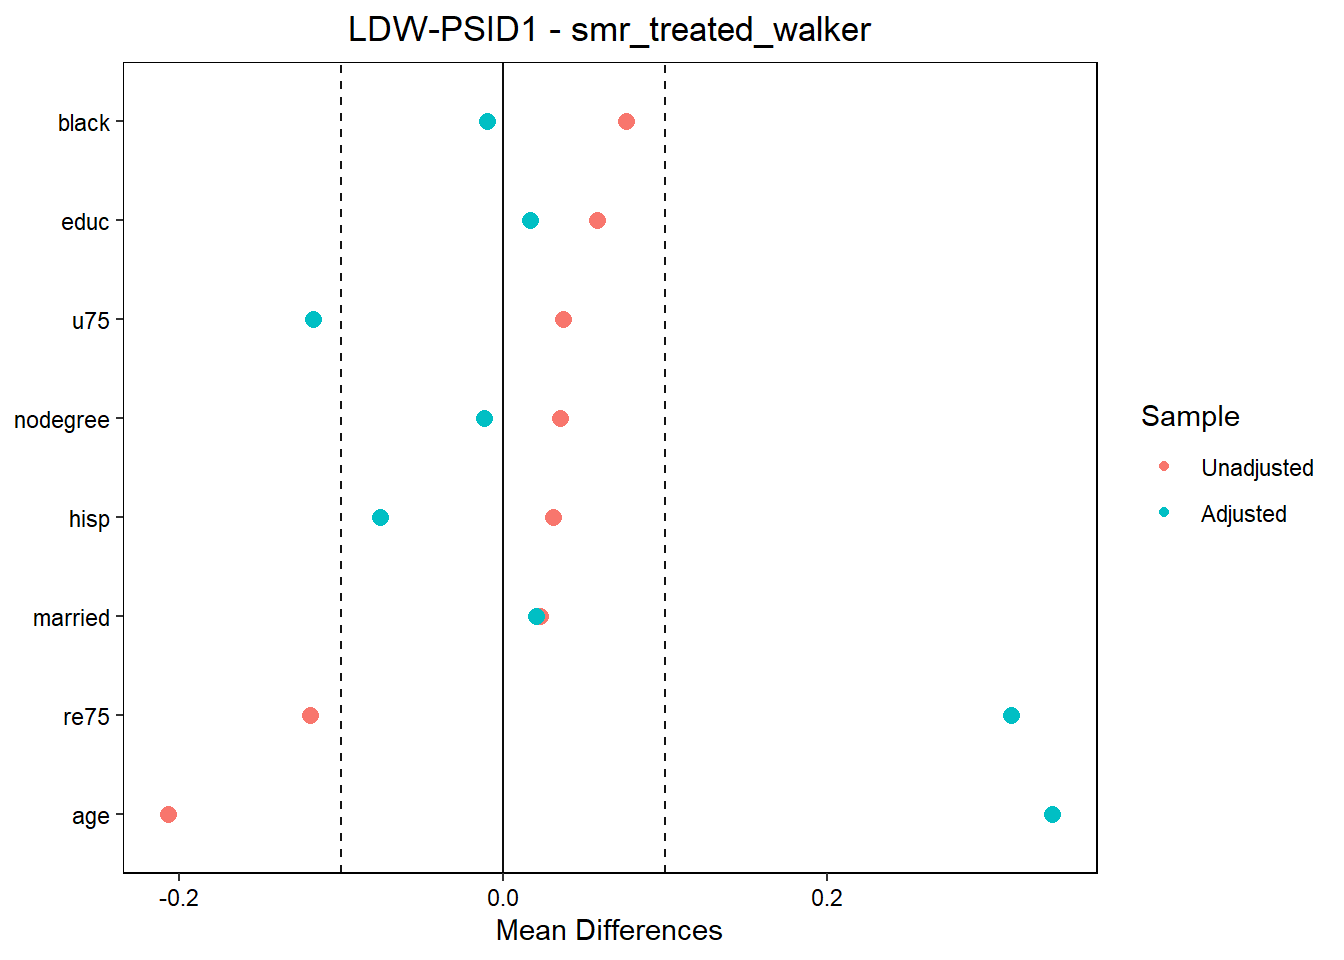 LDW-PSID1 - smr_treated_walker
black
educ
u75
nodegree
hisp
married
re75
age
-0.2
0.0
0.2
Mean Differences
Sample
Unadjusted
Adjusted